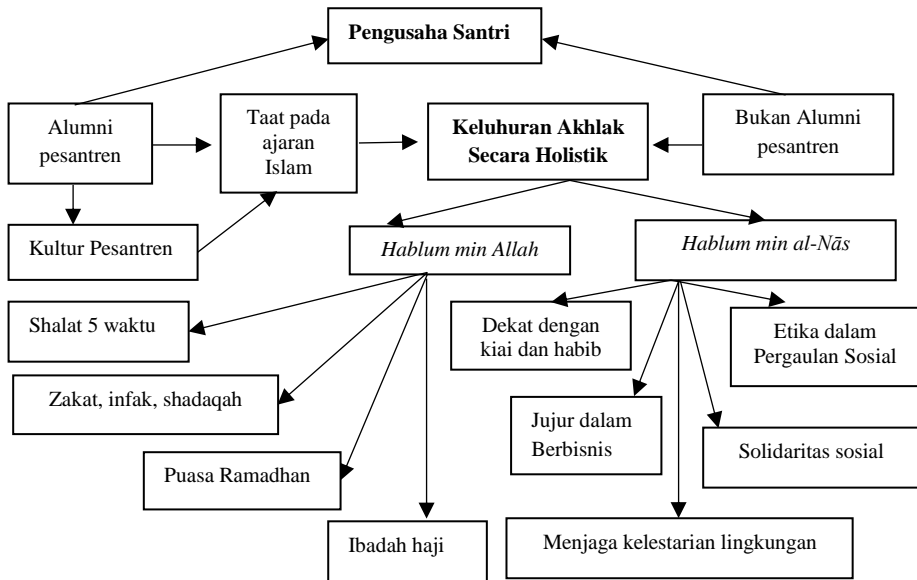 Pengusaha Santri
Alumni
pesantren
Taat pada
ajaran
Islam
Keluhuran Akhlak
Secara Holistik
Bukan Alumni
pesantren
Kultur Pesantren
Hablum min Allah
Hablum min al-Nās
Shalat 5 waktu
Dekat dengan
kiai dan habib
Etika dalam
Pergaulan Sosial
Zakat, infak, shadaqah
Jujur dalam
Berbisnis
Solidaritas sosial
Puasa Ramadhan
Ibadah haji
Menjaga kelestarian lingkungan